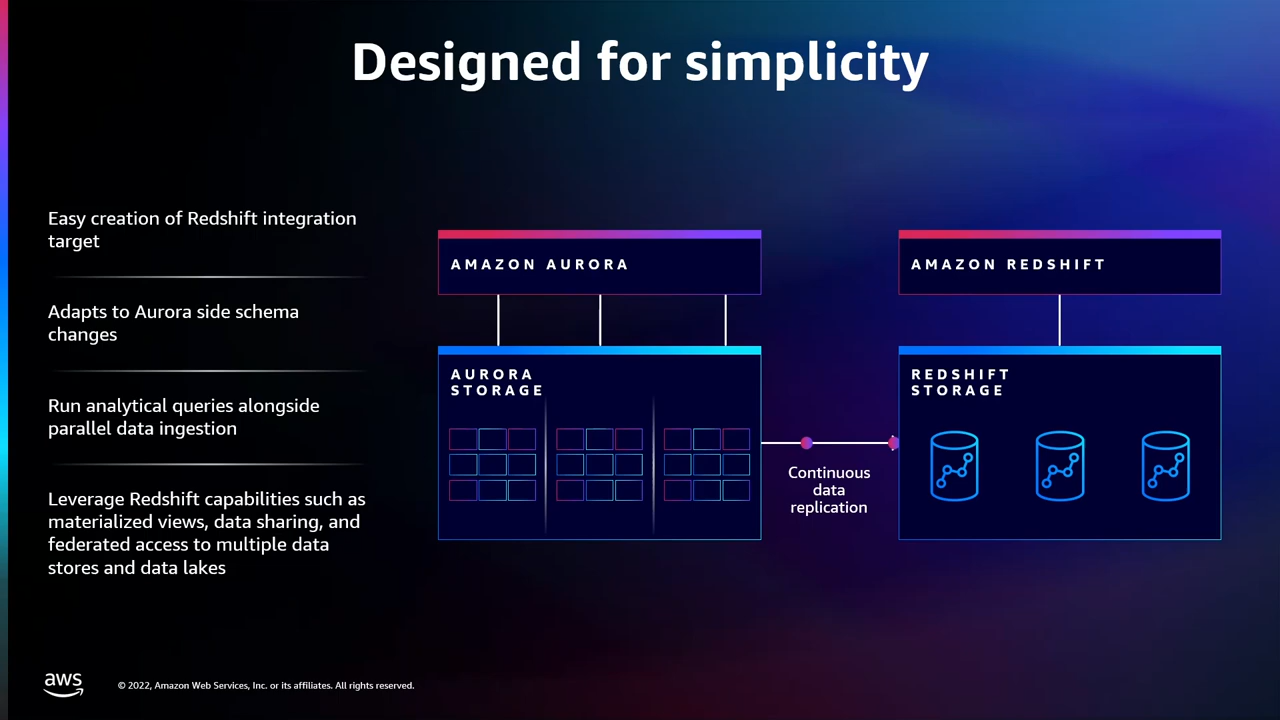 Designed for simplicity
Easy creation of Redshift integration
target
Adapts to Aurora side schema
changes
Run analytical queries alongside
parallel data ingestion
Leverage Redshift capabilities such as
materialized views, data sharing, and
federated access to multiple data
stores and data lakes
AMAZON AURORA
AURORA
STORAGE
Continuous
data
replication
AMAZON REDSHIFT
REDSHIFT
STORAGE
aws
© 2022, Amazon Web Services, Inc. or its affiliates. All rights reserved.